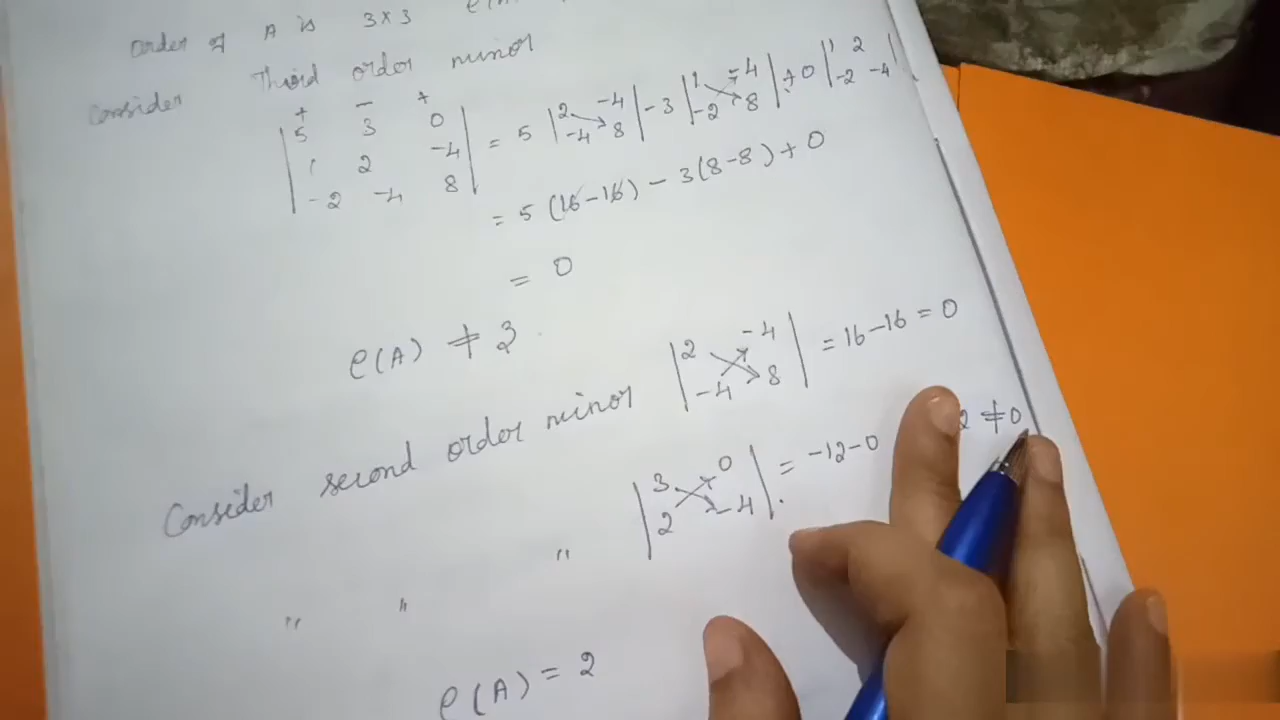 Order of A is 3×3
Consider Third order minor
+ − +
|5 3 0|
|1 2 -4|
|-2 -4 8| = 5 |2 -4 -4 8| - 3 |1 -4 -2 8| + 0 |1 2 -2 -4|
= 5 (16-16) - 3(8-8) + 0
= 0
ρ(A) ≠ 3
Consider second order minor |2 -4 -4 8| = 16-16 = 0
" " " |3 0 2 -4| = -12-0 2 ≠ 0
ρ(A) = 2